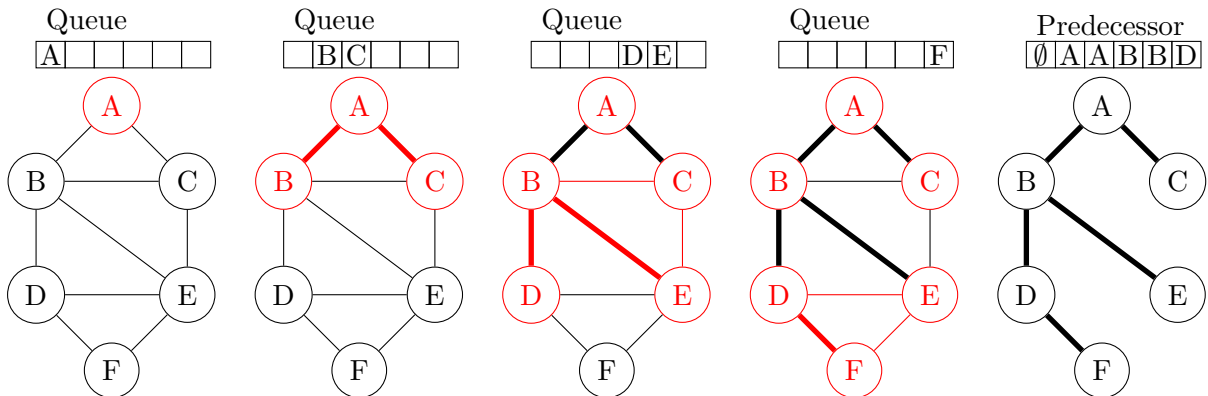 Queue Queue Queue Queue Predecessor
A B C D E F ∅ A A B B D
A A A A A
B C B C B C B C B C
D E D E D E D E D E
F F F F F